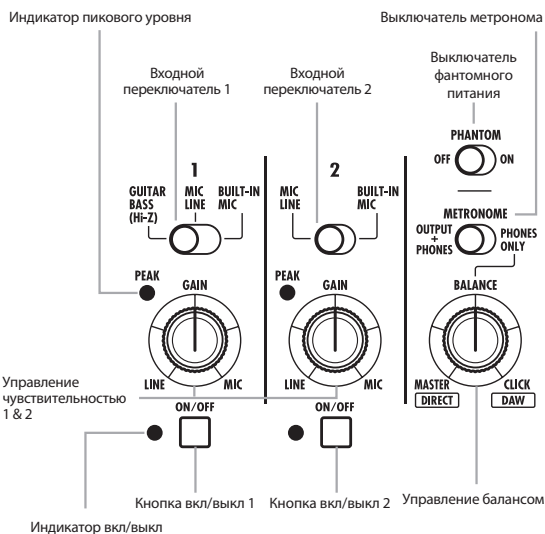 Индикатор пикового уровня
Выключатель метронома
Входной
переключатель 1
Входной
переключатель 2
Выключатель
фантомного
питания
PHANTOM
OFF
ON
1
2
GUITAR
BASS
(Hi-Z)
MIC
LINE
BUILT-IN
MIC
MIC
LINE
BUILT-IN
MIC
METRONOME
OUTPUT
+
PHONES
PHONES
ONLY
PEAK
GAIN
PEAK
GAIN
BALANCE
Управление
чувствительностью
1 & 2
LINE
MIC
LINE
MIC
MASTER
DIRECT
CLICK
DAW
ON/OFF
ON/OFF
Кнопка вкл/выкл 1
Кнопка вкл/выкл 2
Управление балансом
Индикатор вкл/выкл